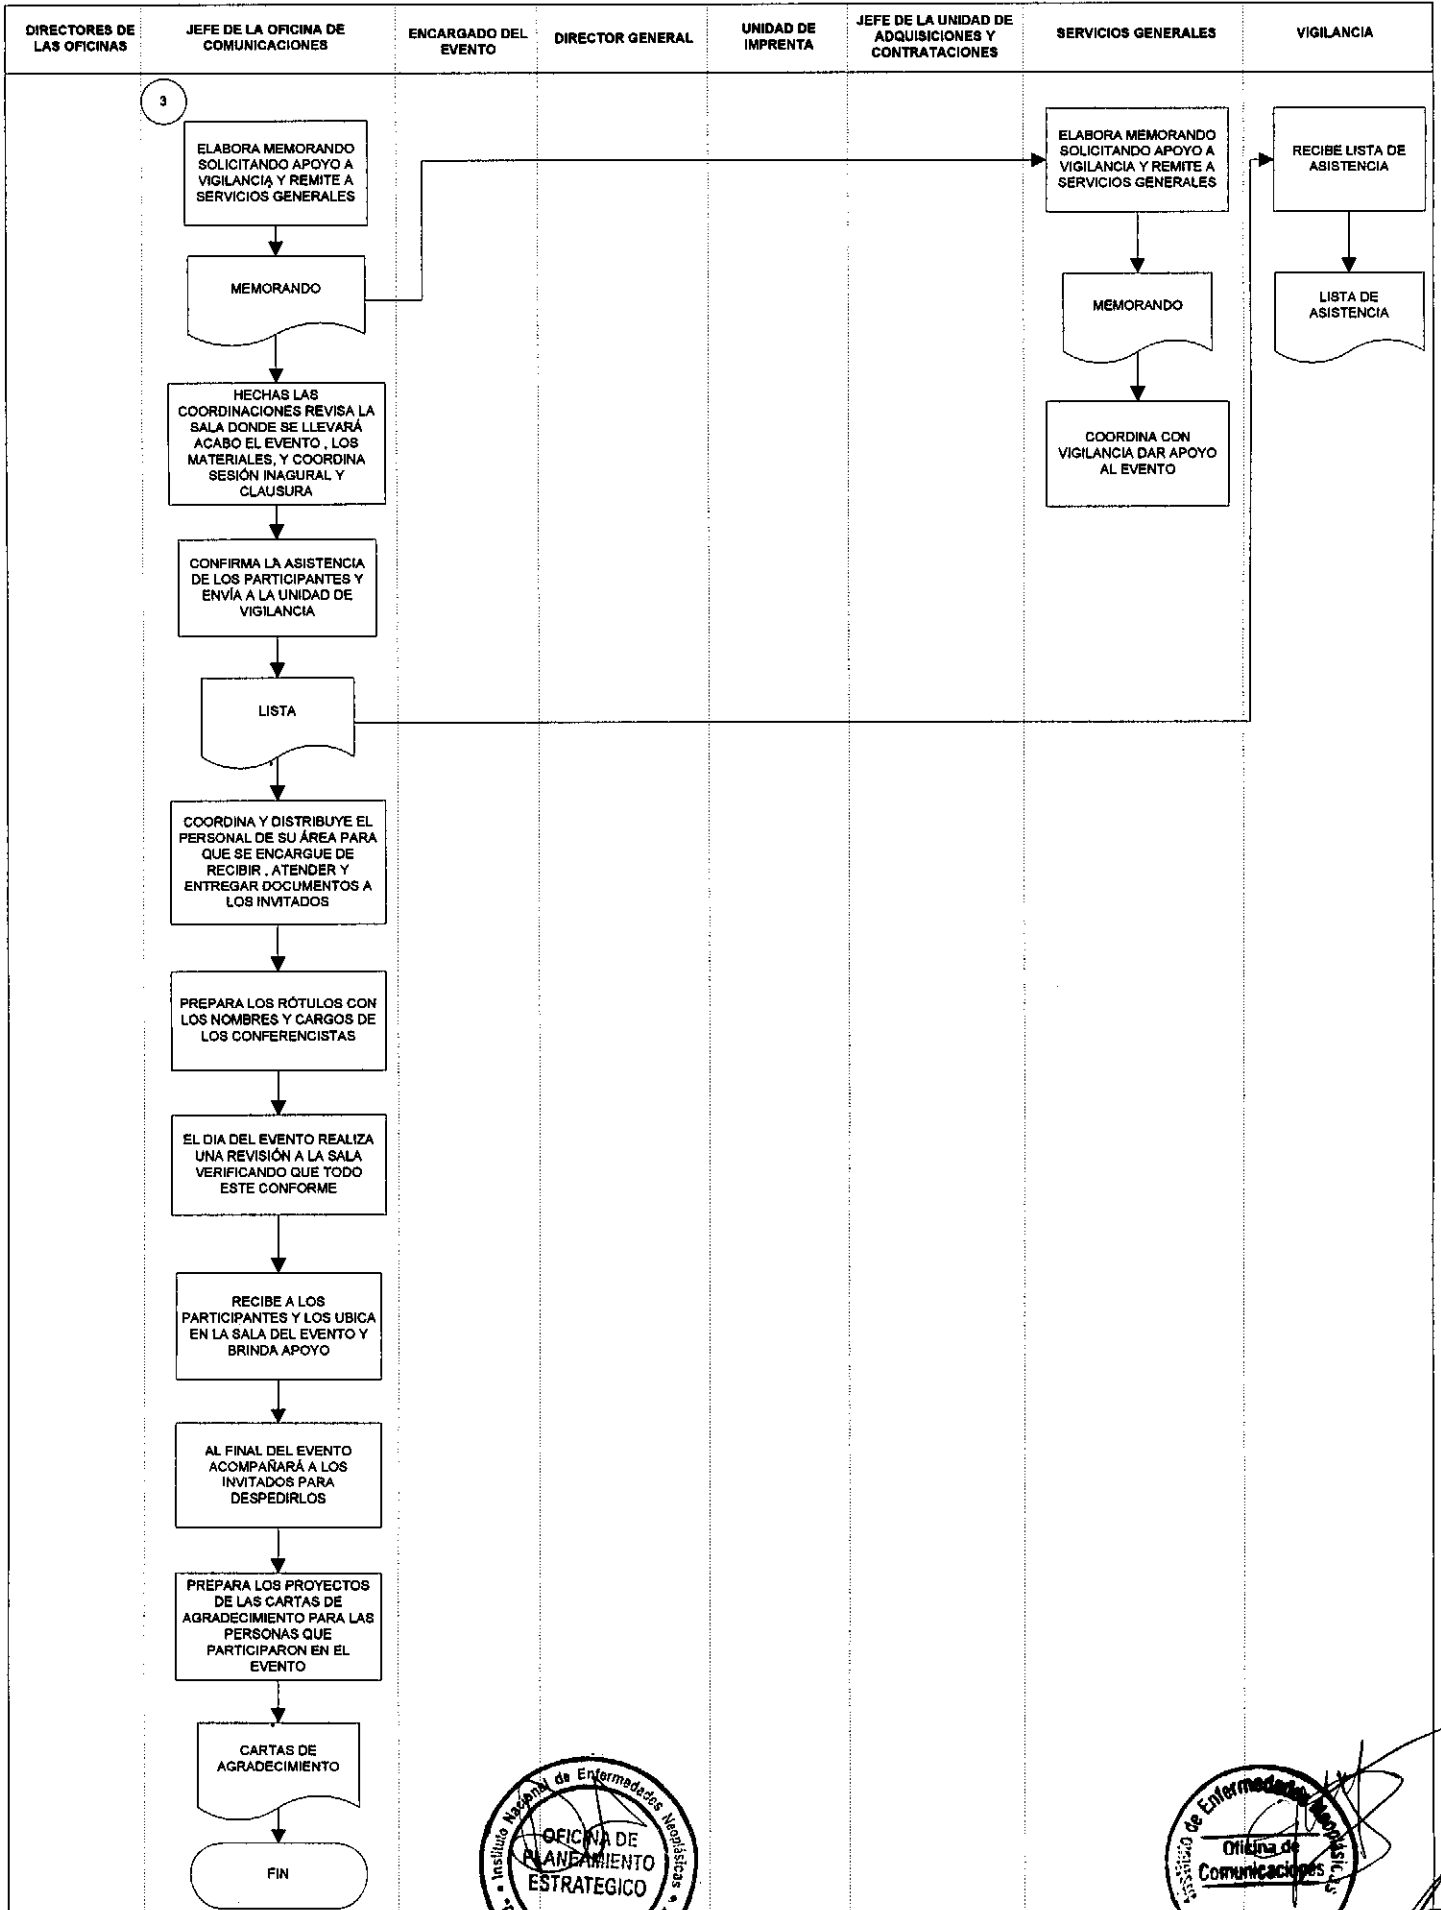 DIRECTORES DE
LAS OFICINAS
JEFE DE LA OFICINA DE
COMUNICACIONES
ENCARGADO DEL
EVENTO
DIRECTOR GENERAL
UNIDAD DE
IMPRENTA
JEFE DE LA UNIDAD DE
ADQUISICIONES Y
CONTRATACIONES
SERVICIOS GENERALES
VIGILANCIA
3
ELABORA MEMORANDO
SOLICITANDO APOYO A
VIGILANCIA Y REMITE A
SERVICIOS GENERALES
MEMORANDO
HECHAS LAS
COORDINACIONES REVISA LA
SALA DONDE SE LLEVARÁ
ACABO EL EVENTO , LOS
MATERIALES, Y COORDINA
SESIÓN INAGURAL Y
CLAUSURA
CONFIRMA LA ASISTENCIA
DE LOS PARTICIPANTES Y
ENVÍA A LA UNIDAD DE
VIGILANCIA
LISTA
COORDINA Y DISTRIBUYE EL
PERSONAL DE SU ÁREA PARA
QUE SE ENCARGUE DE
RECIBIR , ATENDER Y
ENTREGAR DOCUMENTOS A
LOS INVITADOS
PREPARA LOS RÓTULOS CON
LOS NOMBRES Y CARGOS DE
LOS CONFERENCISTAS
EL DIA DEL EVENTO REALIZA
UNA REVISIÓN A LA SALA
VERIFICANDO QUE TODO
ESTE CONFORME
RECIBE A LOS
PARTICIPANTES Y LOS UBICA
EN LA SALA DEL EVENTO Y
BRINDA APOYO
AL FINAL DEL EVENTO
ACOMPAÑARÁ A LOS
INVITADOS PARA
DESPEDIRLOS
PREPARA LOS PROYECTOS
DE LAS CARTAS DE
AGRADECIMIENTO PARA LAS
PERSONAS QUE
PARTICIPARON EN EL
EVENTO
CARTAS DE
AGRADECIMIENTO
FIN
ELABORA MEMORANDO
SOLICITANDO APOYO A
VIGILANCIA Y REMITE A
SERVICIOS GENERALES
MEMORANDO
COORDINA CON
VIGILANCIA DAR APOYO
AL EVENTO
RECIBE LISTA DE
ASISTENCIA
LISTA DE
ASISTENCIA
Instituto Nacional de Enfermedades Neoplásicas
OFICINA DE
PLANEAMIENTO
ESTRATEGICO
de Enfermedades Neoplásicas
Oficina de
Comunicaciones